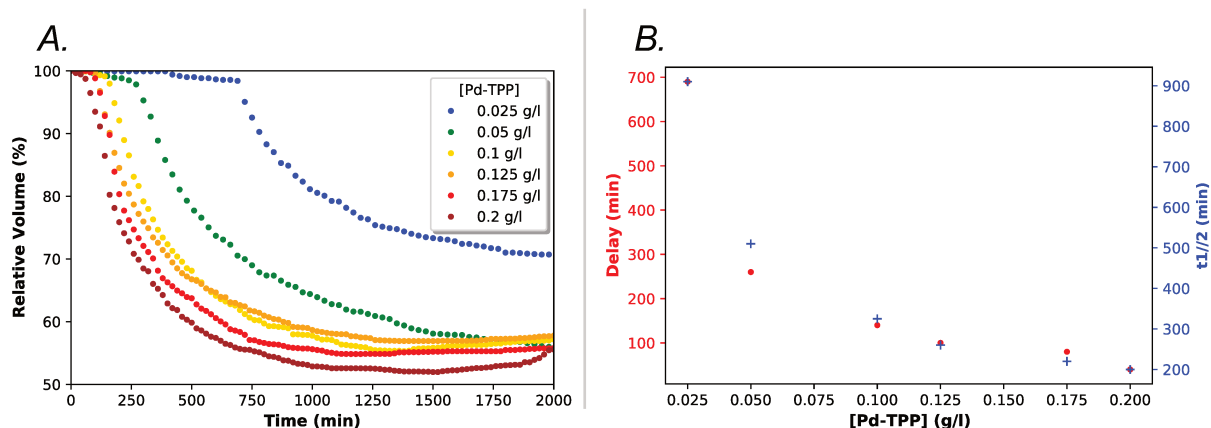 A.
100
90
80
70
60
50
Relative Volume (%)
0
250
500
750
1000
1250
1500
1750
2000
Time (min)
[Pd-TPP]
0.025 g/l
0.05 g/l
0.1 g/l
0.125 g/l
0.175 g/l
0.2 g/l
B.
700
600
500
400
300
200
100
Delay (min)
900
800
700
600
500
400
300
200
t1//2 (min)
0.025
0.050
0.075
0.100
0.125
0.150
0.175
0.200
[Pd-TPP] (g/l)